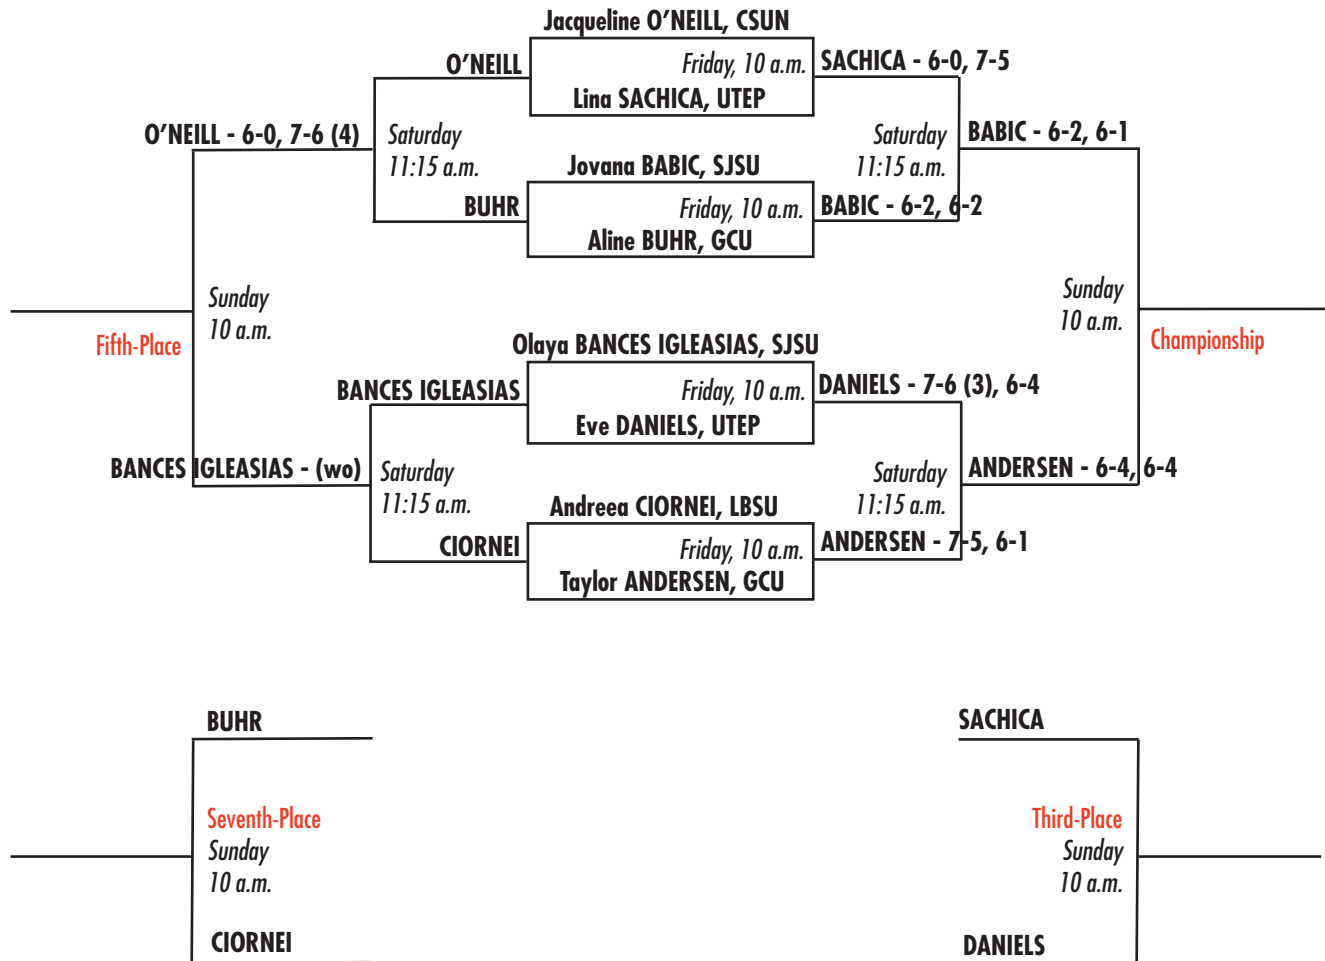 Jacqueline O’NEILL, CSUN
O’NEILL
Friday, 10 a.m.
SACHICA - 6-0, 7-5
Lina SACHICA, UTEP
O’NEILL - 6-0, 7-6 (4)
Saturday
11:15 a.m.
Saturday
11:15 a.m.
BABIC - 6-2, 6-1
Jovana BABIC, SJSU
BUHR
Friday, 10 a.m.
BABIC - 6-2, 6-2
Aline BUHR, GCU
Sunday
10 a.m.
Sunday
10 a.m.
Fifth-Place
Championship
Olaya BANCES IGLEASIAS, SJSU
BANCES IGLEASIAS
Friday, 10 a.m.
DANIELS - 7-6 (3), 6-4
Eve DANIELS, UTEP
BANCES IGLEASIAS - (wo)
Saturday
11:15 a.m.
Saturday
11:15 a.m.
ANDERSEN - 6-4, 6-4
Andreea CIORNEI, LBSU
CIORNEI
Friday, 10 a.m.
ANDERSEN - 7-5, 6-1
Taylor ANDERSEN, GCU
BUHR
SACHICA
Seventh-Place
Sunday
10 a.m.
Third-Place
Sunday
10 a.m.
CIORNEI
DANIELS